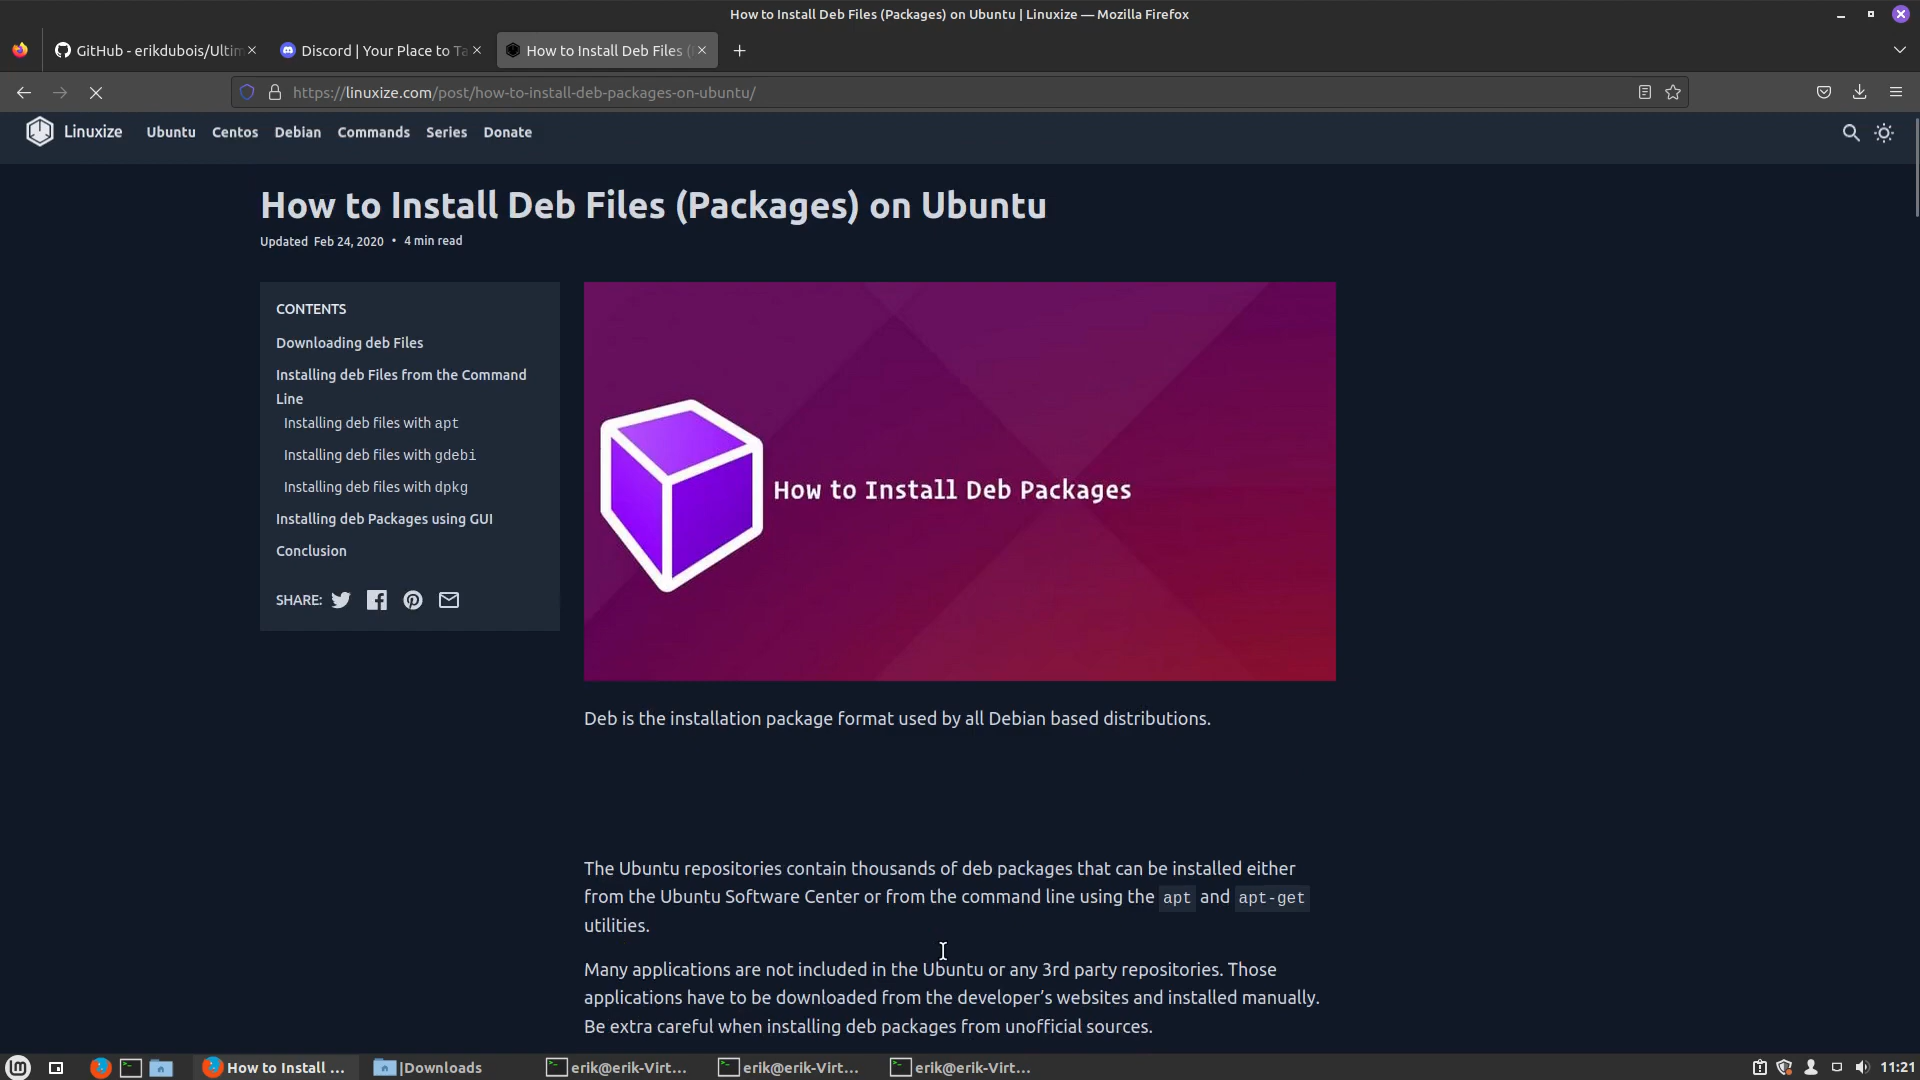 How to Install Deb Files (Packages) on Ubuntu | Linuxize — Mozilla Firefox
GitHub - erikdubois/Ultim
Discord | Your Place to Ta
How to Install Deb Files (
https://linuxize.com/post/how-to-install-deb-packages-on-ubuntu/
Linuxize Ubuntu Centos Debian Commands Series Donate
How to Install Deb Files (Packages) on Ubuntu
Updated Feb 24, 2020 • 4 min read
CONTENTS
Downloading deb Files
Installing deb Files from the Command
Line
Installing deb files with apt
Installing deb files with gdebi
Installing deb files with dpkg
Installing deb Packages using GUI
Conclusion
SHARE:
How to Install Deb Packages
Deb is the installation package format used by all Debian based distributions.
The Ubuntu repositories contain thousands of deb packages that can be installed either
from the Ubuntu Software Center or from the command line using the apt and apt-get
utilities.
Many applications are not included in the Ubuntu or any 3rd party repositories. Those
applications have to be downloaded from the developer’s websites and installed manually.
Be extra careful when installing deb packages from unofficial sources.
How to Install ...
|Downloads
erik@erik-Virt...
erik@erik-Virt...
erik@erik-Virt...
11:21